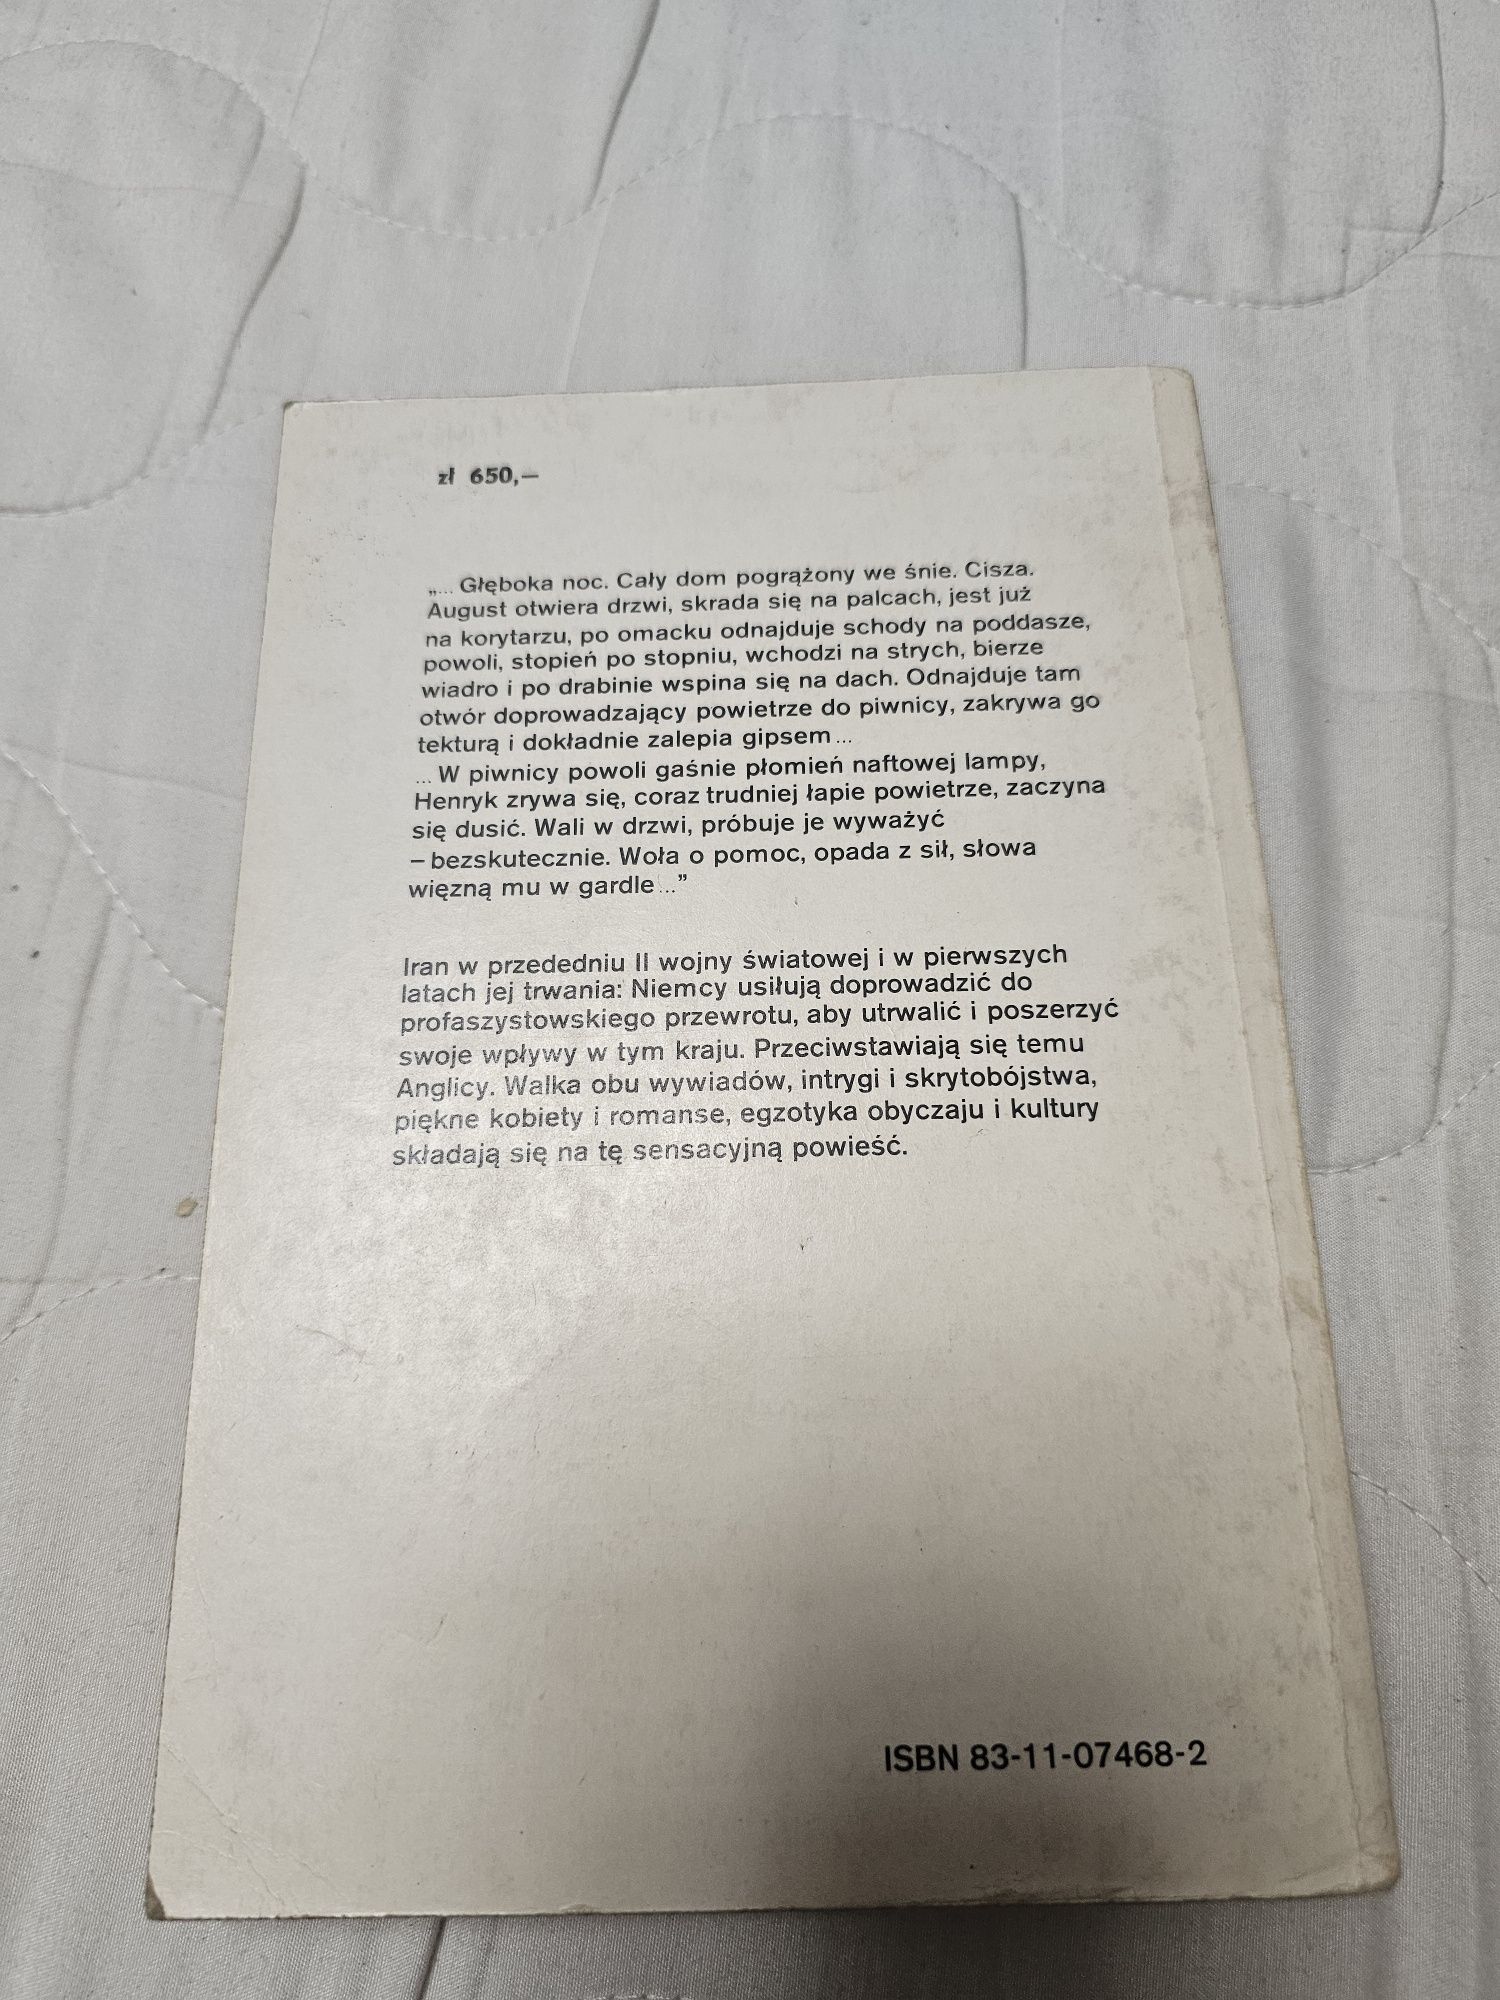 zł 650,—
„... Głęboka noc. Cały dom pogrążony we śnie. Cisza.
August otwiera drzwi, skrada się na palcach, jest już
na korytarzu, po omacku odnajduje schody na poddasze,
powoli, stopień po stopniu, wchodzi na strych, bierze
wiadro i po drabinie wspina się na dach. Odnajduje tam
otwór doprowadzający powietrze do piwnicy, zakrywa go
tekturą i dokładnie zalepia gipsem...
... W piwnicy powoli gaśnie płomień naftowej lampy,
Henryk zrywa się, coraz trudniej łapie powietrze, zaczyna
się dusić. Wali w drzwi, próbuje je wyważyć
– bezskutecznie. Woła o pomoc, opada z sił, słowa
więzną mu w gardle...”
Iran w przededniu II wojny światowej i w pierwszych
latach jej trwania: Niemcy usiłują doprowadzić do
profaszystowskiego przewrotu, aby utrwalić i poszerzyć
swoje wpływy w tym kraju. Przeciwstawiają się temu
Anglicy. Walka obu wywiadów, intrygi i skrytobójstwa,
piękne kobiety i romanse, egzotyka obyczaju i kultury
składają się na tę sensacyjną powieść.
ISBN 83-11-07468-2